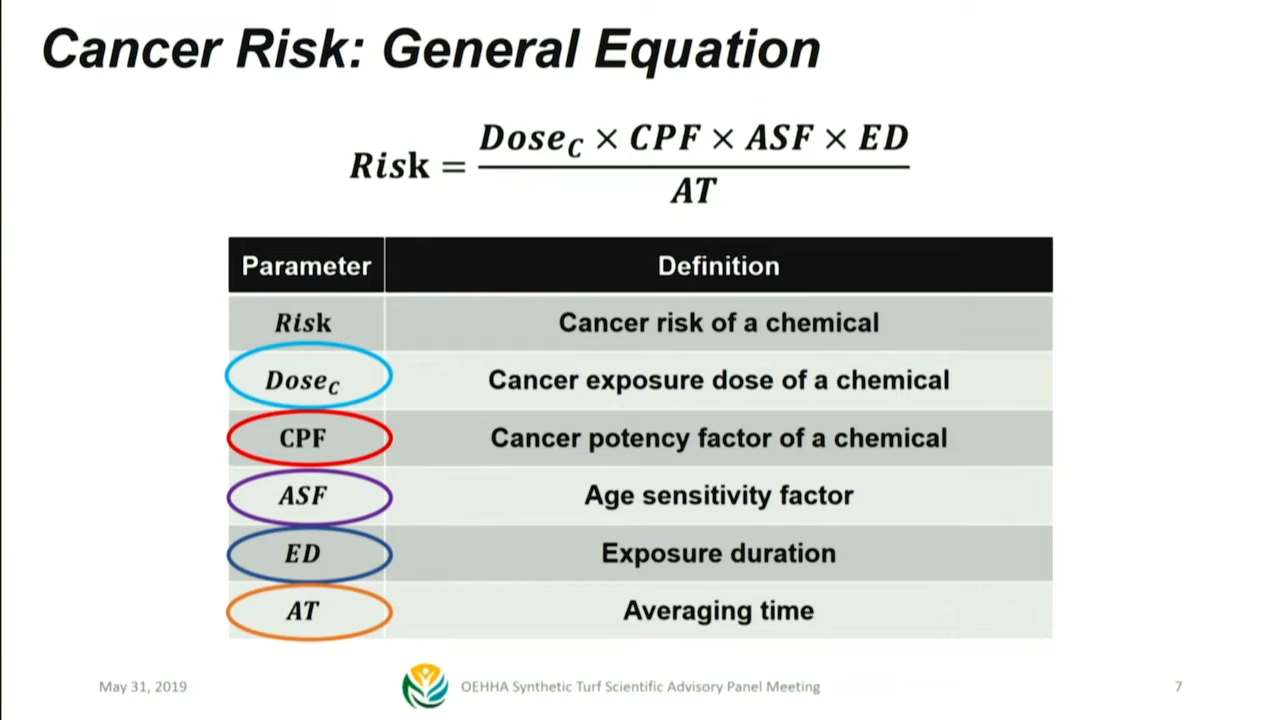 Cancer Risk: General Equation
Risk = Dose_C × CPF × ASF × ED / AT
Parameter Definition
Risk Cancer risk of a chemical
Dose_C Cancer exposure dose of a chemical
CPF Cancer potency factor of a chemical
ASF Age sensitivity factor
ED Exposure duration
AT Averaging time
May 31, 2019 OEHHA Synthetic Turf Scientific Advisory Panel Meeting 7